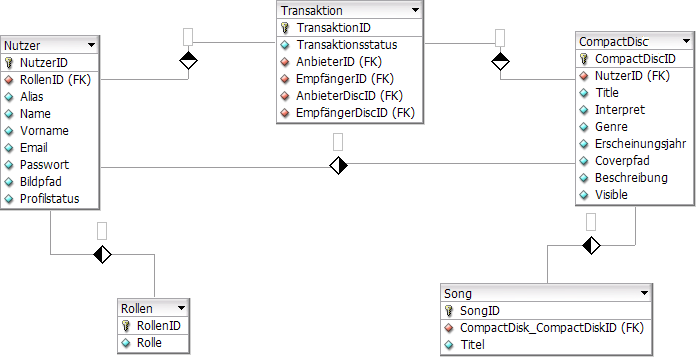 Transaktion
TransaktionID
Transaktionsstatus
AnbieterID (FK)
EmpfängerID (FK)
AnbieterDiscID (FK)
EmpfängerDiscID (FK)
Nutzer
NutzerID
RollenID (FK)
Alias
Name
Vorname
Email
Passwort
Bildpfad
Profilstatus
CompactDisc
CompactDiscID
NutzerID (FK)
Title
Interpret
Genre
Erscheinungsjahr
Coverpfad
Beschreibung
Visible
Rollen
RollenID
Rolle
Song
SongID
CompactDisk_CompactDiskID (FK)
Titel